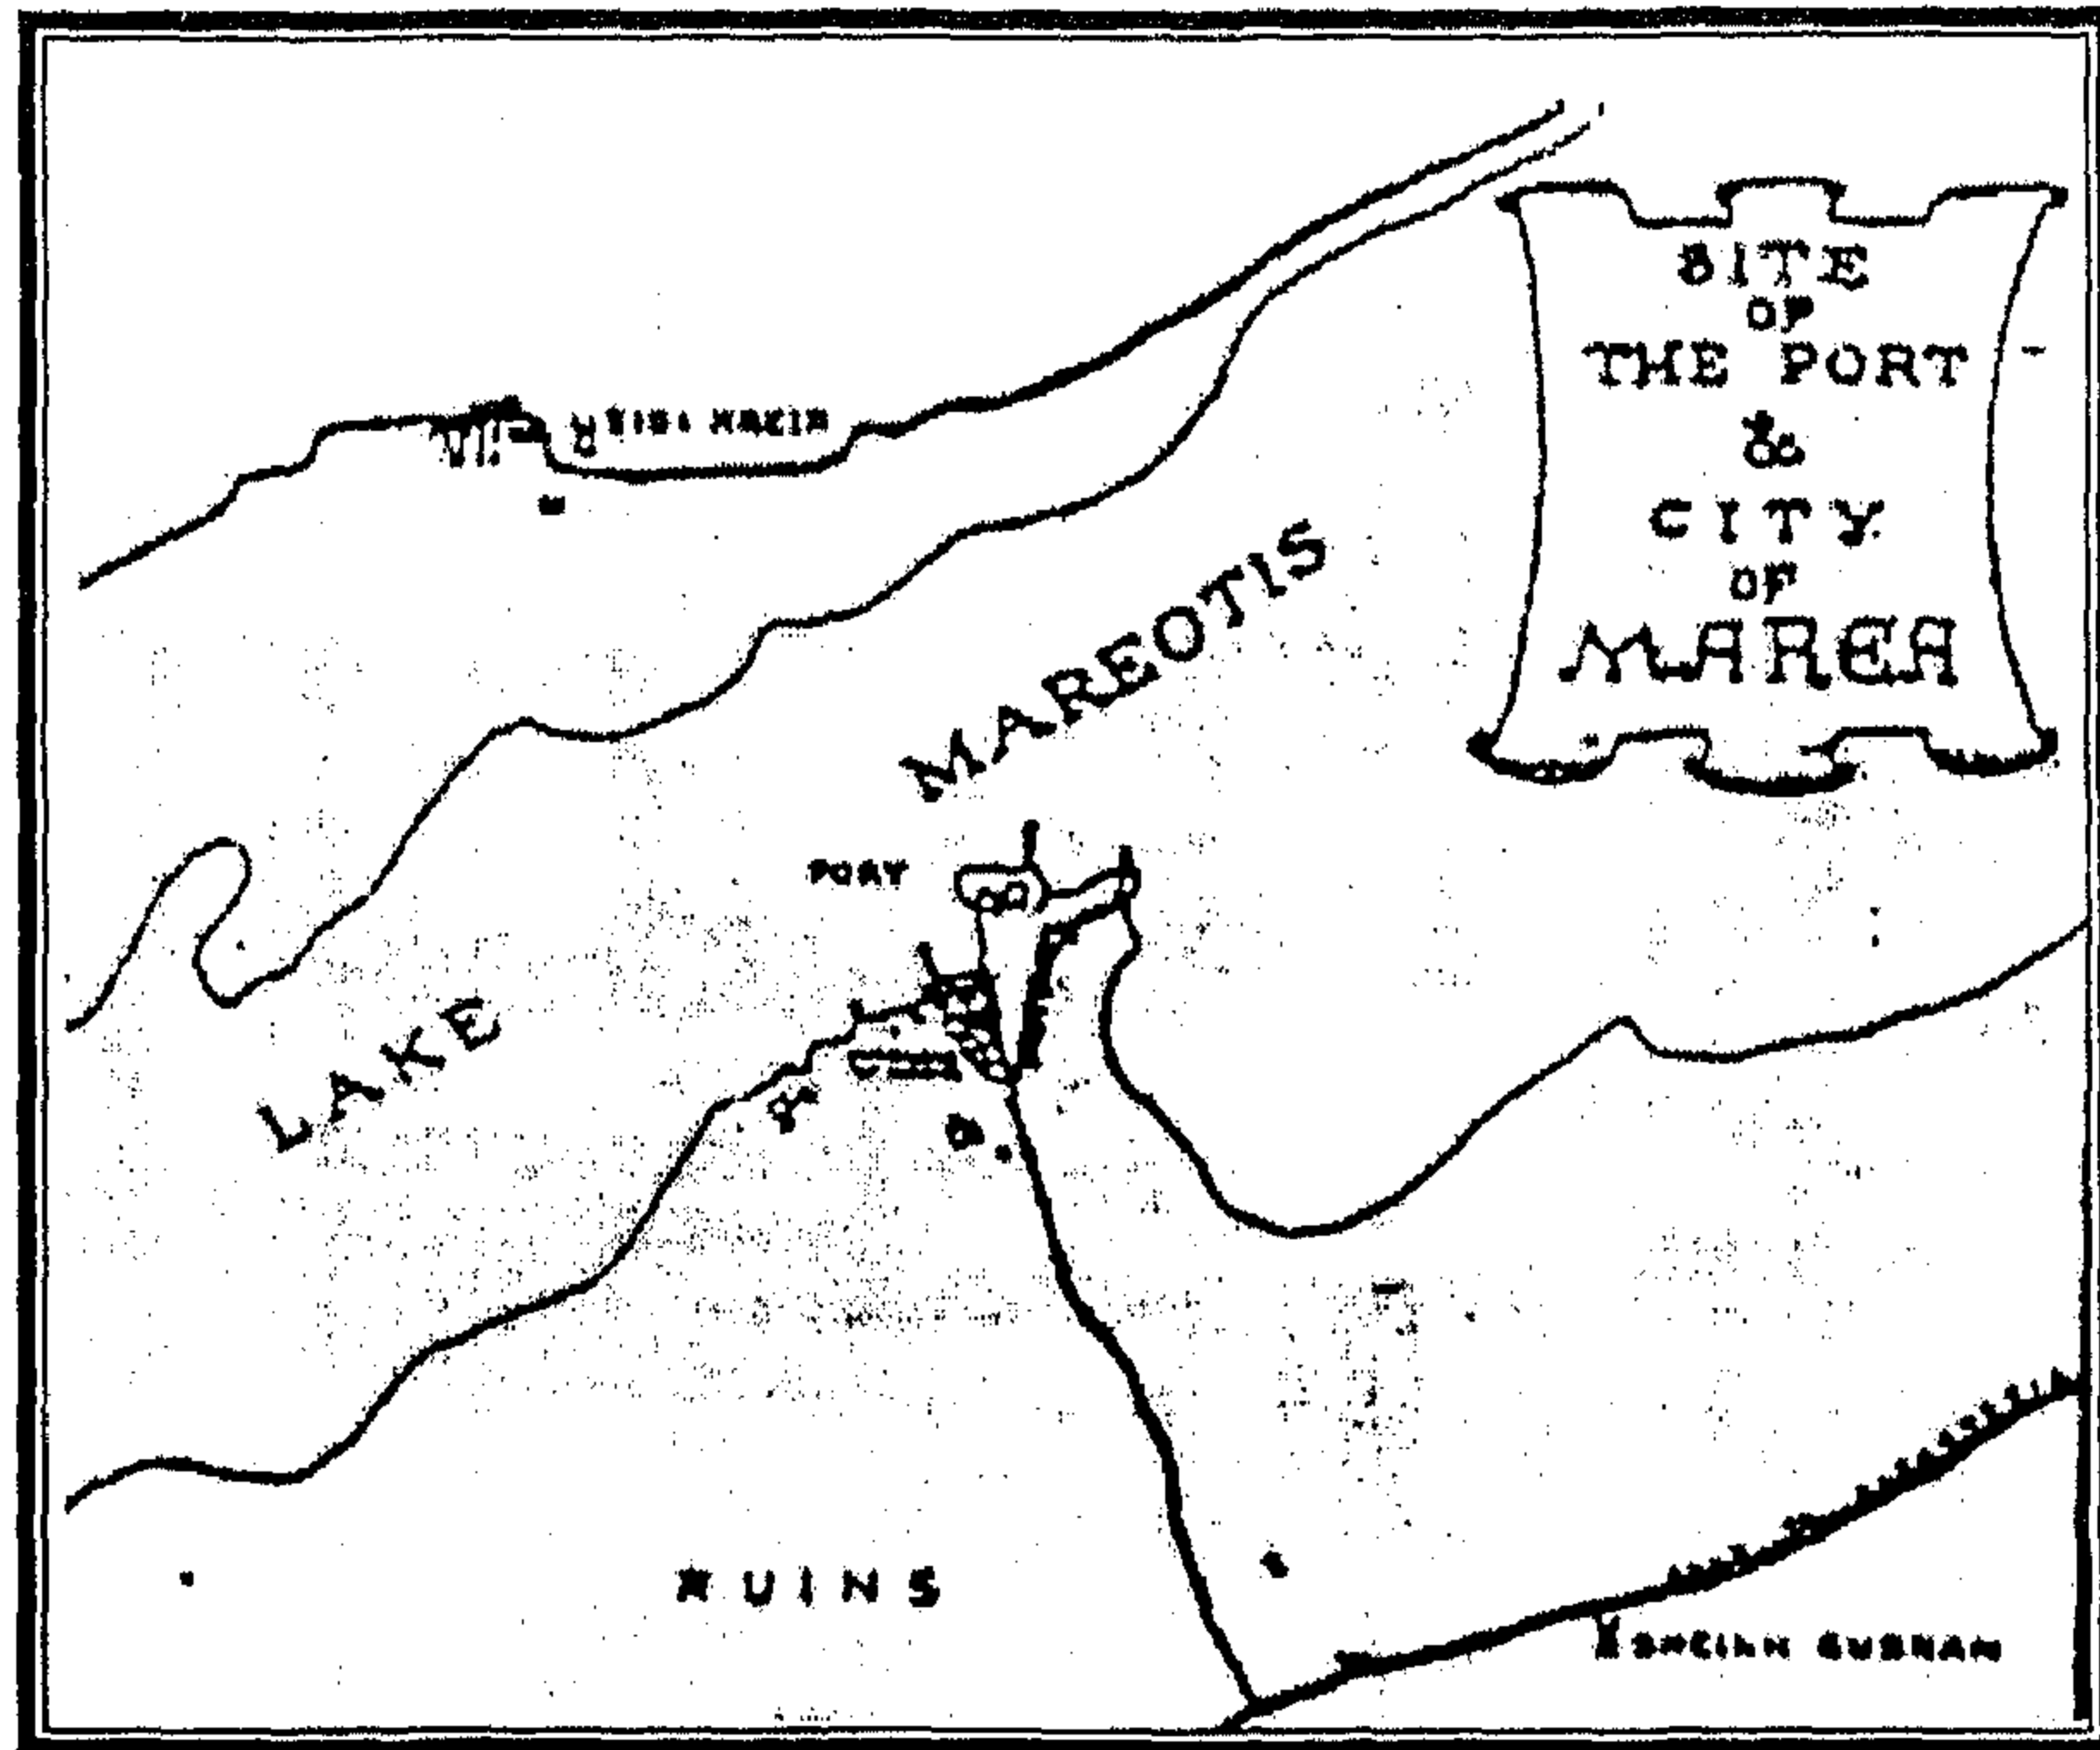 SITE
OF
THE PORT
&
CITY
OF
MAREA
MAREOTIS
PORT
LAKE
RUINS